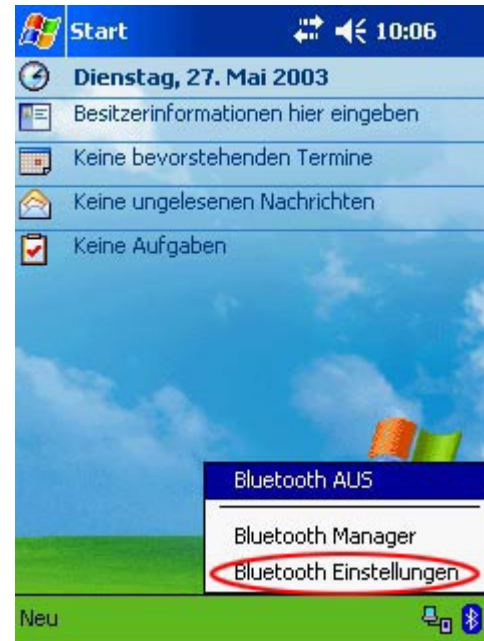 Start 10:06
Dienstag, 27. Mai 2003
Besitzerinformationen hier eingeben
Keine bevorstehenden Termine
Keine ungelesenen Nachrichten
Keine Aufgaben
Bluetooth AUS
Bluetooth Manager
Bluetooth Einstellungen
Neu